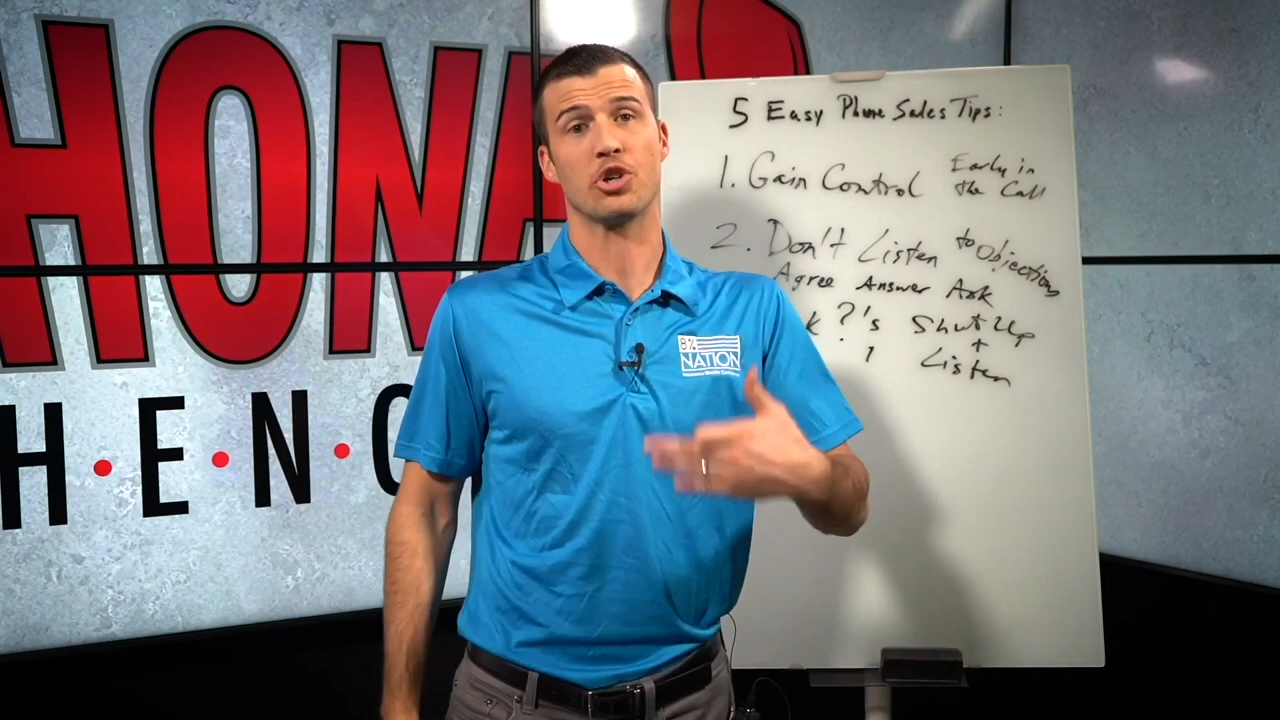 HONA
H·E·N
5 Easy Phone Sales Tips:
1. Gain Control Early in the Call
2. Don't Listen to Objections
Agree Answer Ask
k ?'s Shut Up
+
Listen
8%
NATION